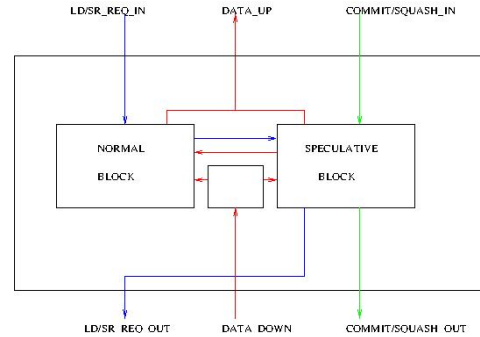 LD/SR_REQ_IN DATA_UP COMMIT/SQUASH_IN
NORMAL SPECULATIVE
BLOCK BLOCK
LD/SR_REQ_OUT DATA_DOWN COMMIT/SQUASH_OUT